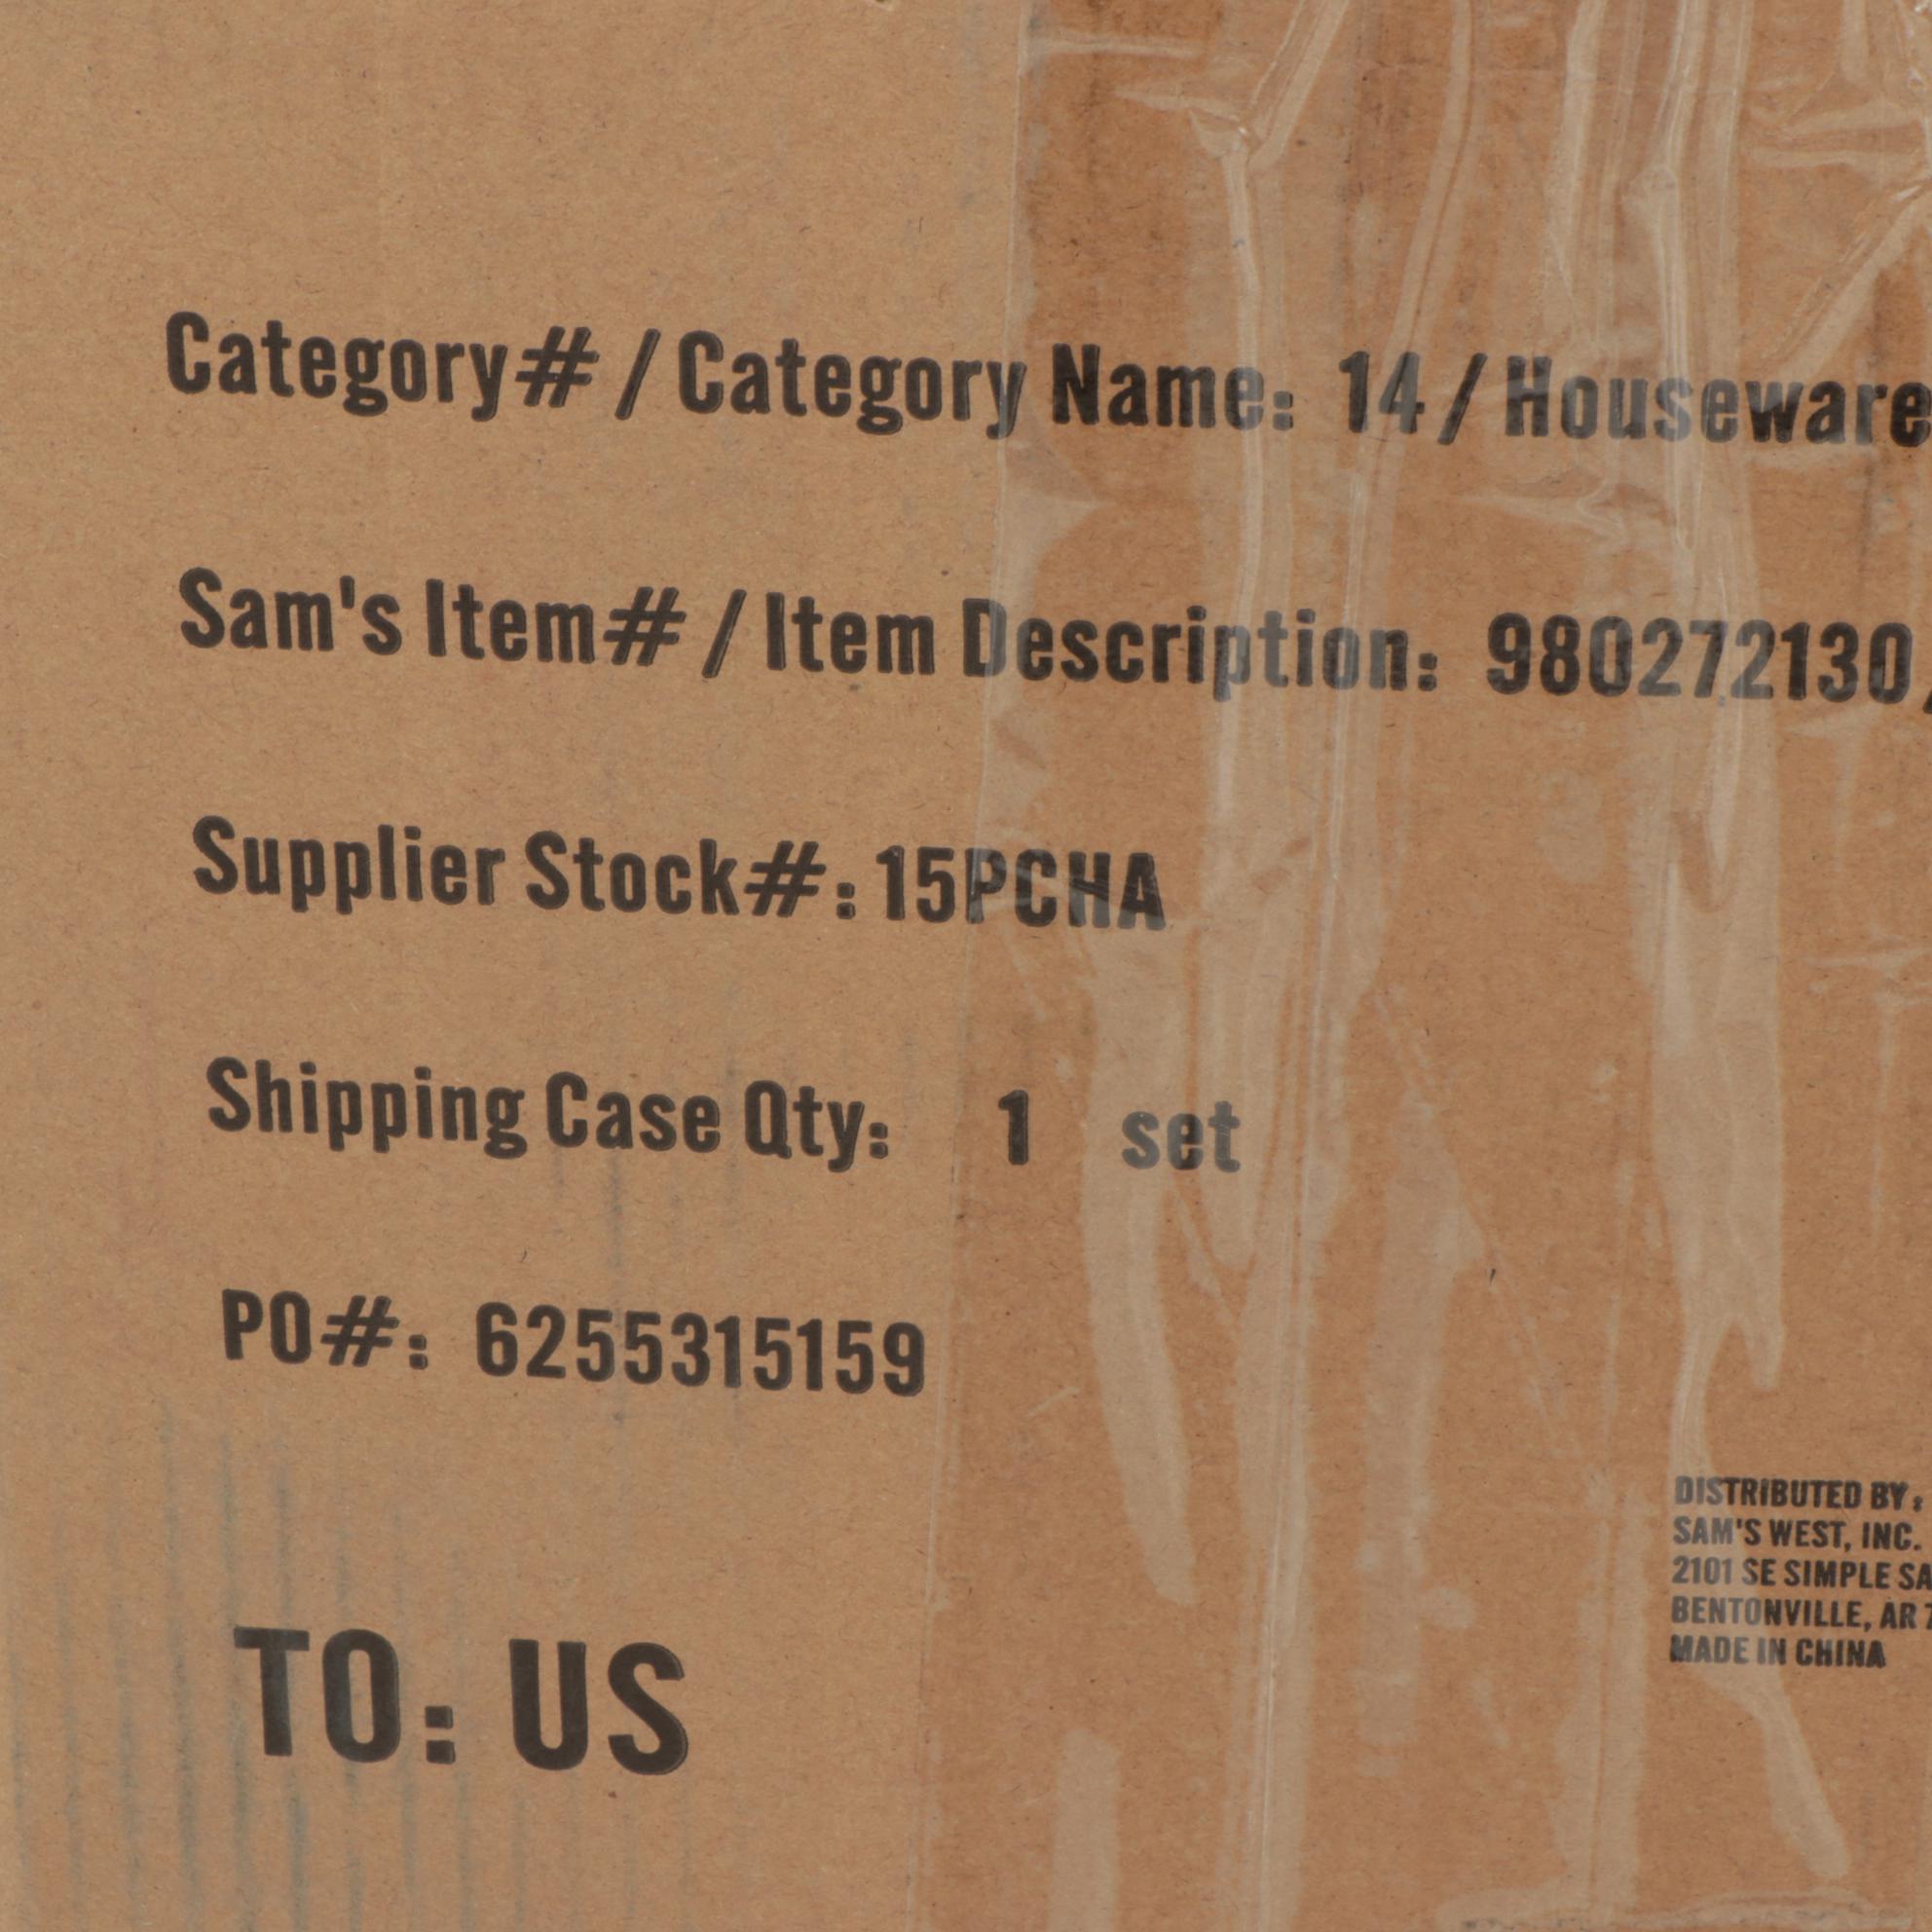 Category# / Category Name: 14 / Houseware
Sam's Item# / Item Description: 980272130
Supplier Stock#: 15PCHA
Shipping Case Qty: 1 set
PO#: 6255315159
TO: US
DISTRIBUTED BY:
SAM'S WEST, INC.
2101 SE SIMPLE
BENTONVILLE, AR
MADE IN CHINA